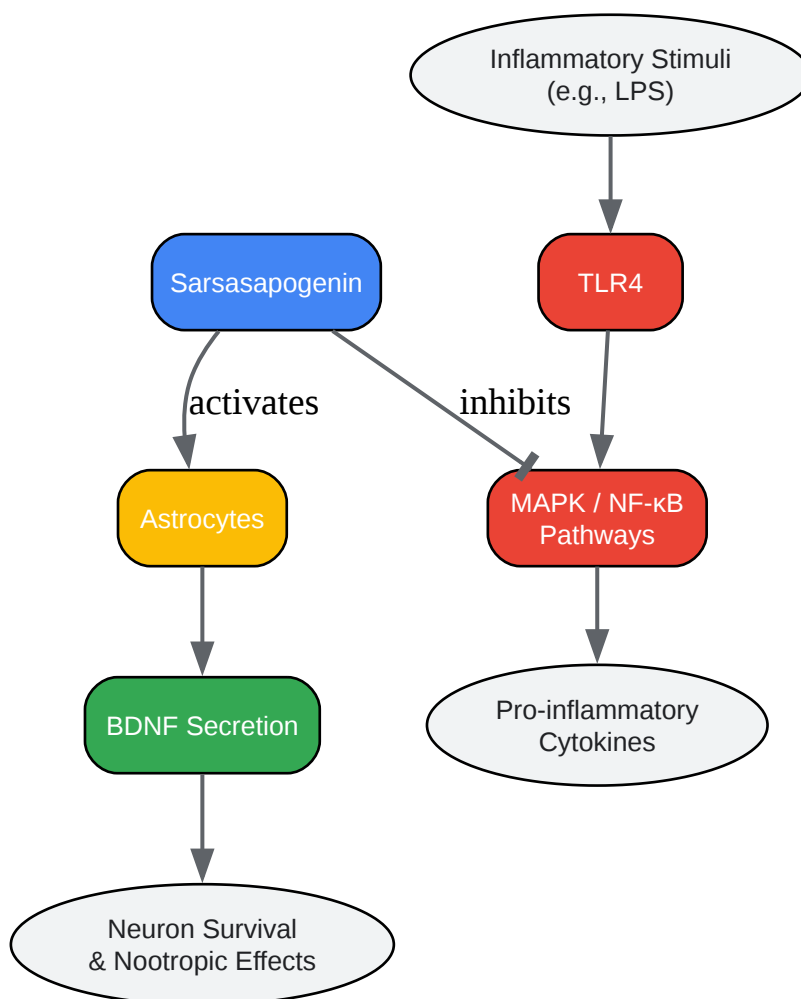 Inflammatory Stimuli
(e.g., LPS)
Sarsasapogenin
TLR4
activates
inhibits
Astrocytes
MAPK / NF-κB
Pathways
BDNF Secretion
Pro-inflammatory
Cytokines
Neuron Survival
& Nootropic Effects